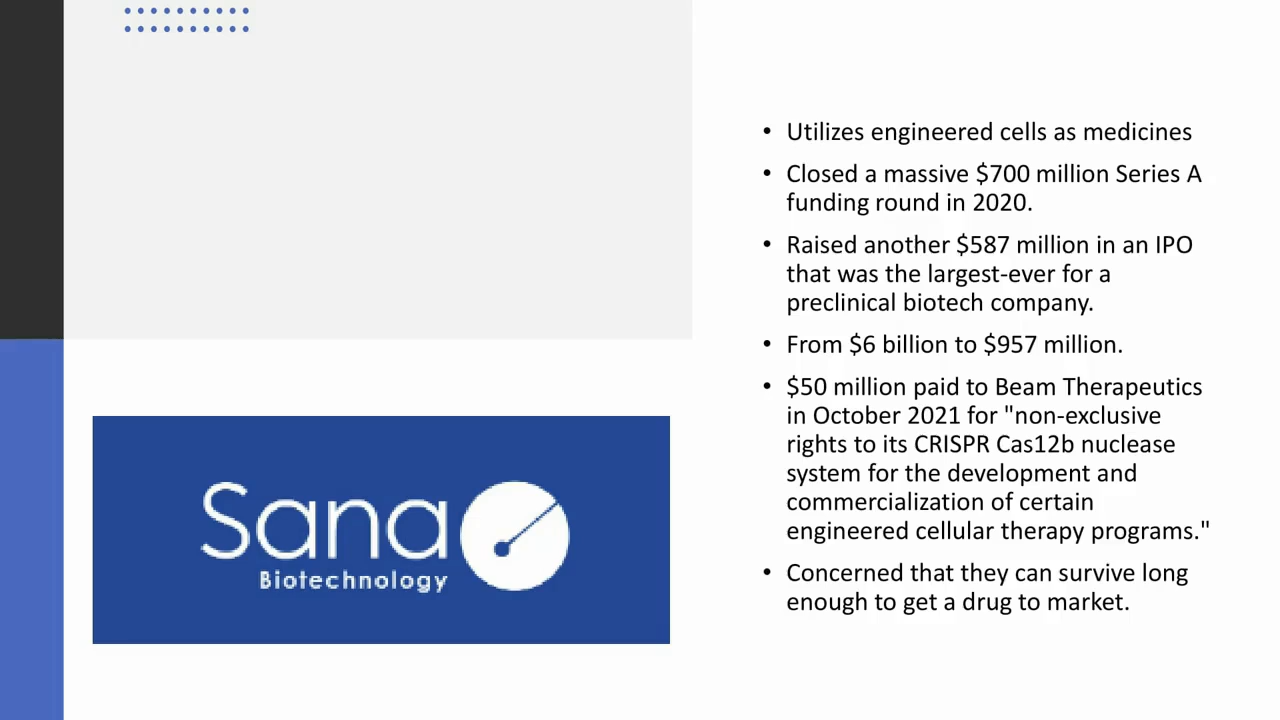 • Utilizes engineered cells as medicines
• Closed a massive $700 million Series A
funding round in 2020.
• Raised another $587 million in an IPO
that was the largest-ever for a
preclinical biotech company.
• From $6 billion to $957 million.
• $50 million paid to Beam Therapeutics
in October 2021 for "non-exclusive
rights to its CRISPR Cas12b nuclease
system for the development and
commercialization of certain
engineered cellular therapy programs."
• Concerned that they can survive long
enough to get a drug to market.
Sana
Biotechnology